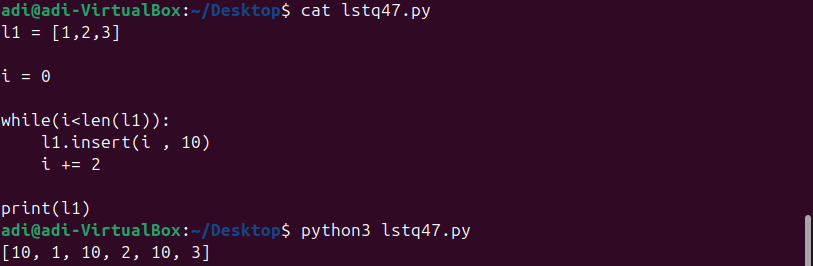 adi@adi-VirtualBox:~/Desktop$ cat lstq47.py
l1 = [1,2,3]
i = 0
while(i<len(l1)):
    l1.insert(i , 10)
    i += 2
print(l1)
adi@adi-VirtualBox:~/Desktop$ python3 lstq47.py
[10, 1, 10, 2, 10, 3]